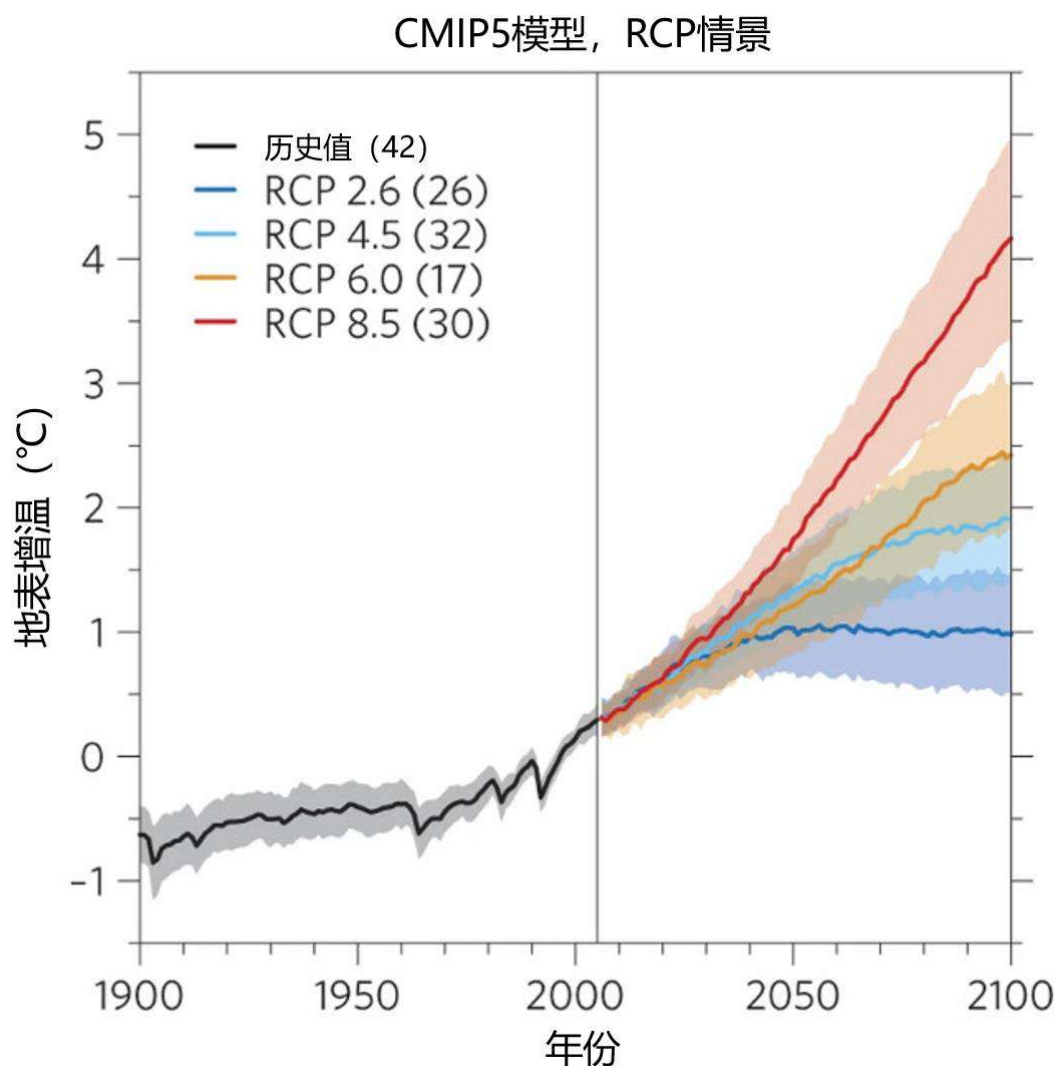 CMIP5模型，RCP情景
历史值（42）
RCP 2.6 (26)
RCP 4.5 (32)
RCP 6.0 (17)
RCP 8.5 (30)
地表增温（°C）
5
4
3
2
1
0
-1
1900 1950 2000 2050 2100
年份